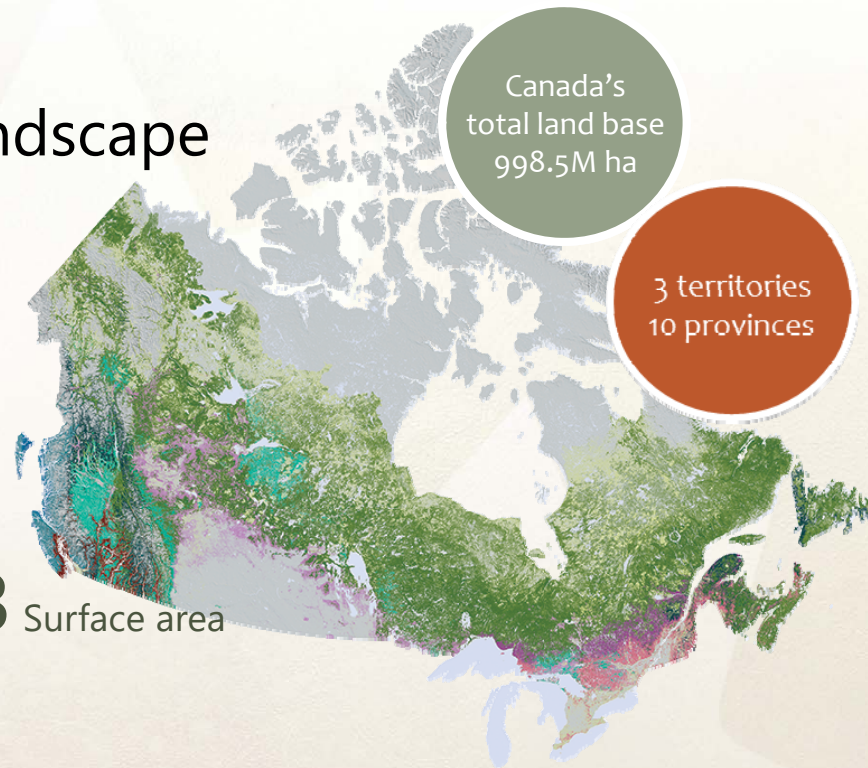 Canada's
total land base
998.5M ha
ndscape
3 territories
10 provinces
Surface area